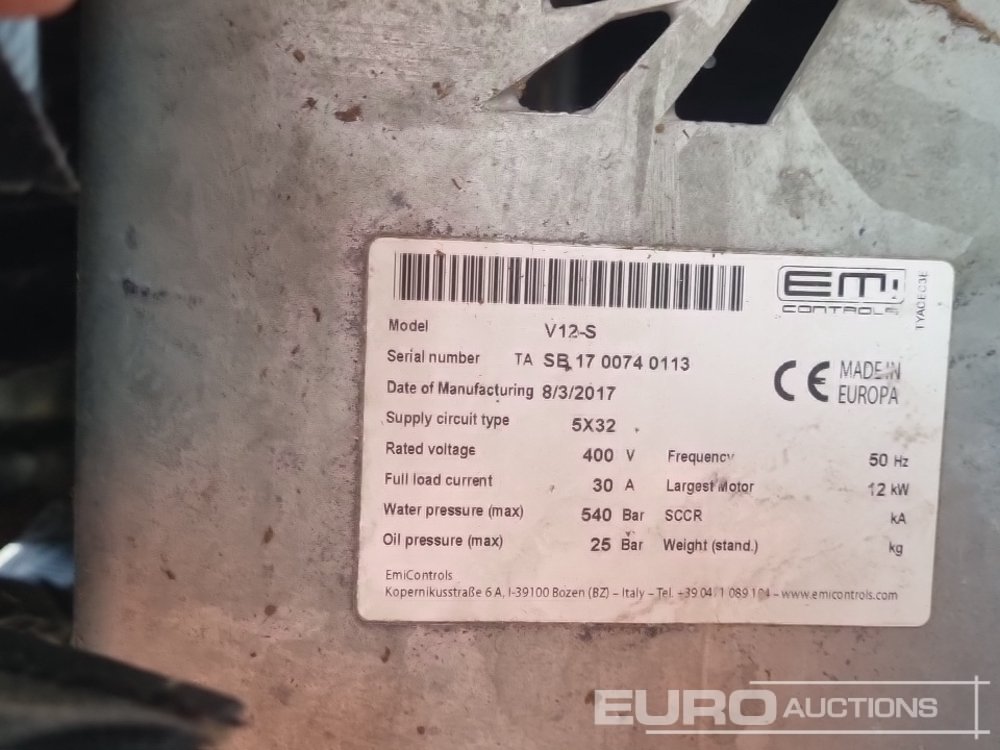 EMI
CONTROLS
TYACEC3E
Model V12-S
Serial number TA SB 17 0074 0113
Date of Manufacturing 8/3/2017
Supply circuit type 5X32
Rated voltage 400 V Frequency 50 Hz
Full load current 30 A Largest Motor 12 kW
Water pressure (max) 540 Bar SCCR kA
Oil pressure (max) 25 Bar Weight (stand.) kg
CE MADE IN
EUROPA
EmiControls
Kopernikusstraße 6 A, I-39100 Bozen (BZ) – Italy – Tel. +39 0471 089 104 – www.emicontrols.com
EURO AUCTIONS